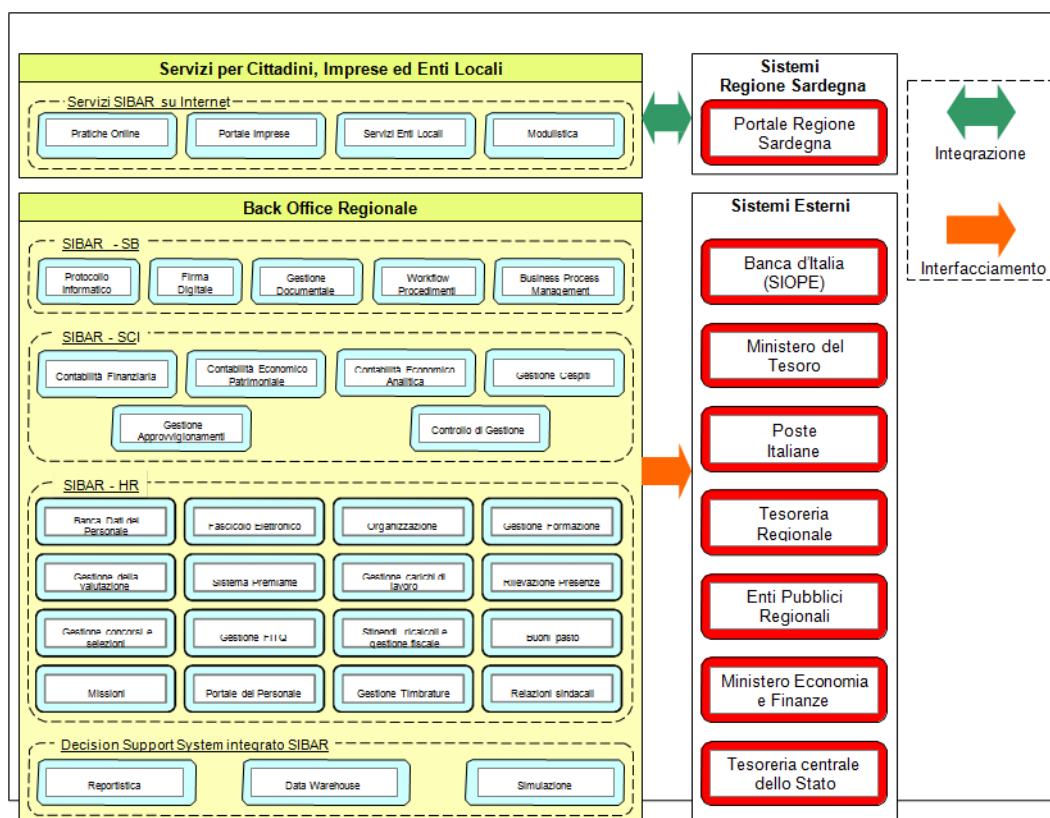 Servizi per Cittadini, Imprese ed Enti Locali
Servizi SIBAR su Internet
Pratiche Online
Portale Imprese
Servizi Enti Locali
Modulistica
Sistemi
Regione Sardegna
Portale Regione
Sardegna
Integrazione
Interfacciamento
Back Office Regionale
SIBAR - SB
Protocollo
Informatico
Firma
Digitale
Gestione
Documentale
Workflow
Procedimenti
Business Process
Management
SIBAR - SCI
Contabilità Finanziaria
Contabilità Economico
Patrimoniale
Contabilità Economico
Analitica
Gestione Cespiti
Gestione
Approvvigionamenti
Controllo di Gestione
SIBAR - HR
Banca Dati del
Personale
Fascicolo Elettronico
Organizzazione
Gestione Formazione
Gestione della
valutazione
Sistema Premiante
Gestione carichi di
lavoro
Rilevazione Presenze
Gestione concorsi e
selezioni
Gestione FITQ
Stipendi, ricalcoli e
gestione fiscale
Buoni pasto
Missioni
Portale del Personale
Gestione Timbrature
Relazioni sindacali
Decision Support System integrato SIBAR
Reportistica
Data Warehouse
Simulazione
Sistemi Esterni
Banca d'Italia
(SIOPE)
Ministero del
Tesoro
Poste
Italiane
Tesoreria
Regionale
Enti Pubblici
Regionali
Ministero Economia
e Finanze
Tesoreria centrale
dello Stato